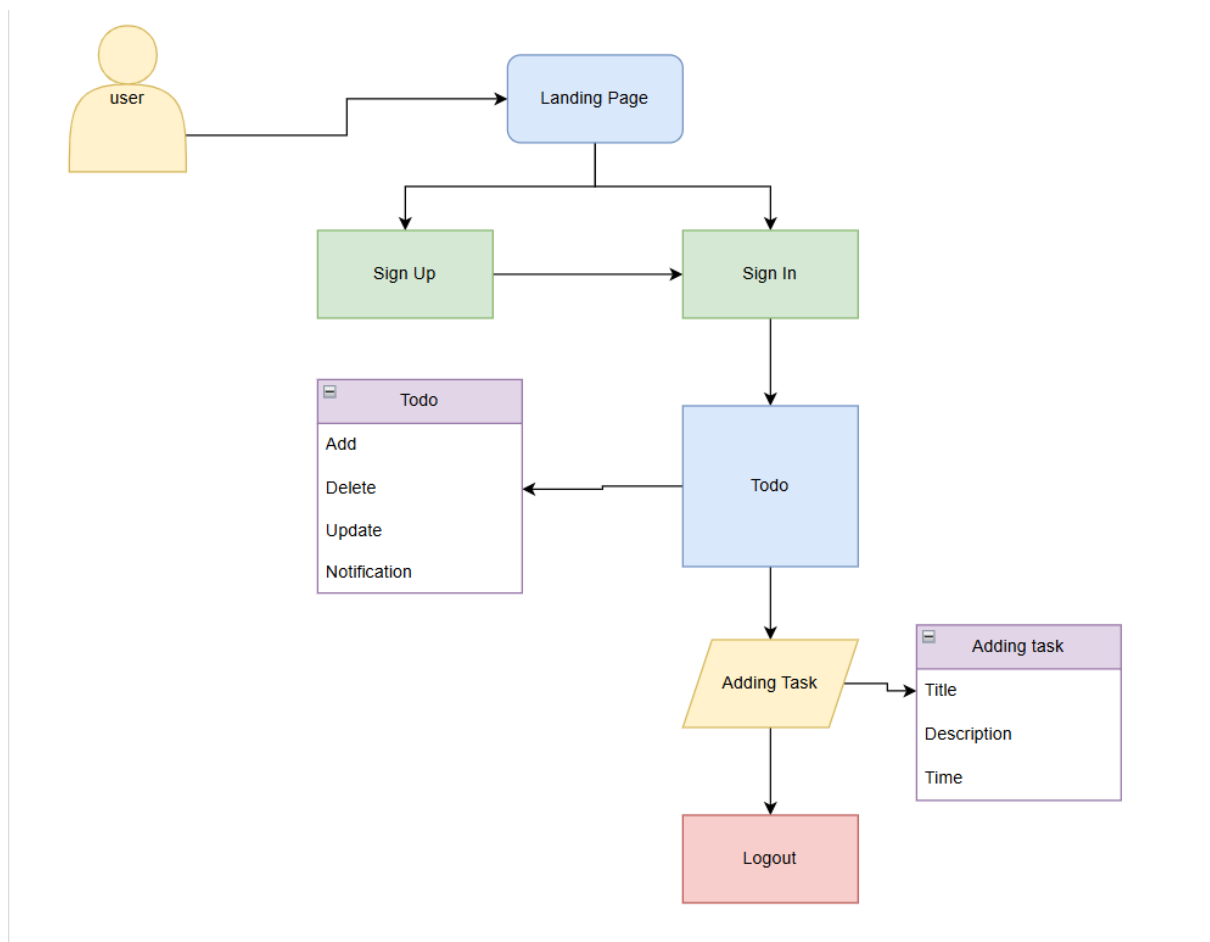 user
Landing Page
Sign Up
Sign In
Todo
Add
Delete
Update
Notification
Todo
Adding Task
Adding task
Title
Description
Time
Logout